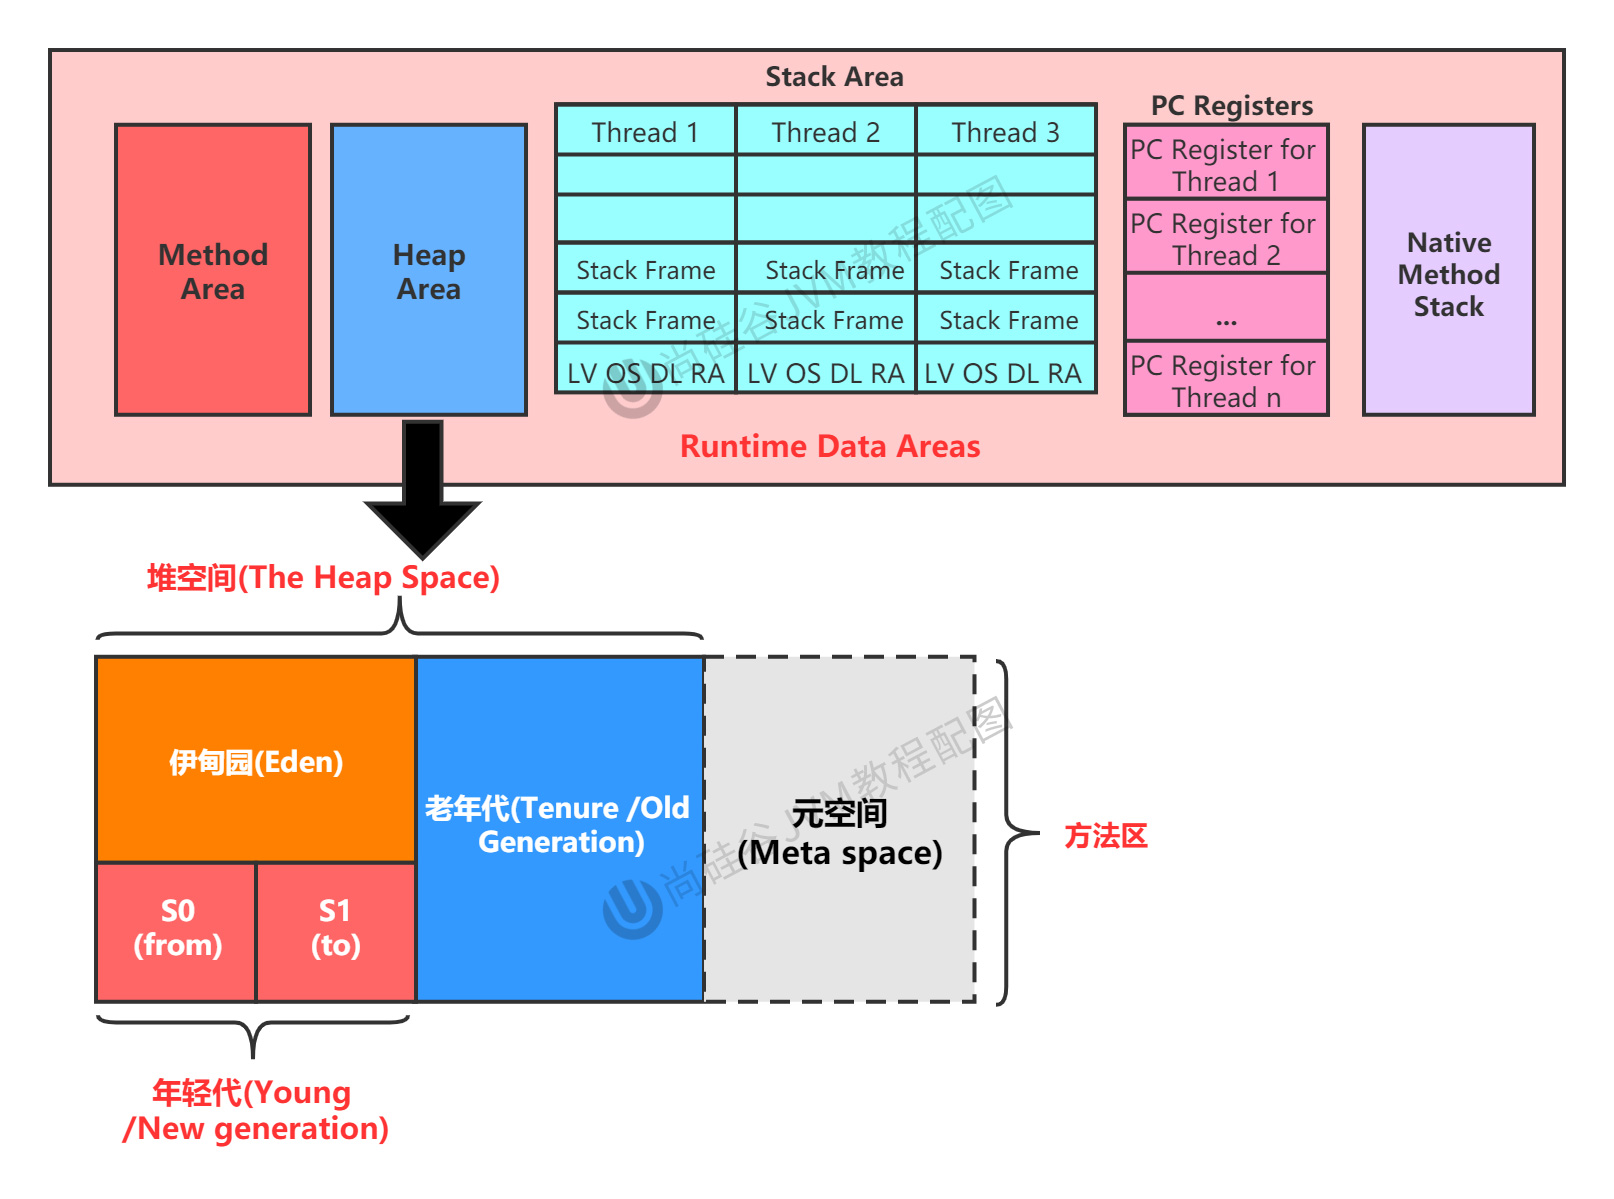 Stack Area
PC Registers
Method
Area
Heap
Area
Thread 1
Thread 2
Thread 3
Stack Frame
Stack Frame
Stack Frame
Stack Frame
Stack Frame
Stack Frame
LV OS DL RA
LV OS DL RA
LV OS DL RA
PC Register for
Thread 1
PC Register for
Thread 2
...
PC Register for
Thread n
Native
Method
Stack
尚硅谷JVM教程配图
Runtime Data Areas
堆空间(The Heap Space)
伊甸园(Eden)
S0
(from)
S1
(to)
老年代(Tenure /Old
Generation)
元空间
(Meta space)
尚硅谷JVM教程配图
方法区
年轻代(Young
/New generation)